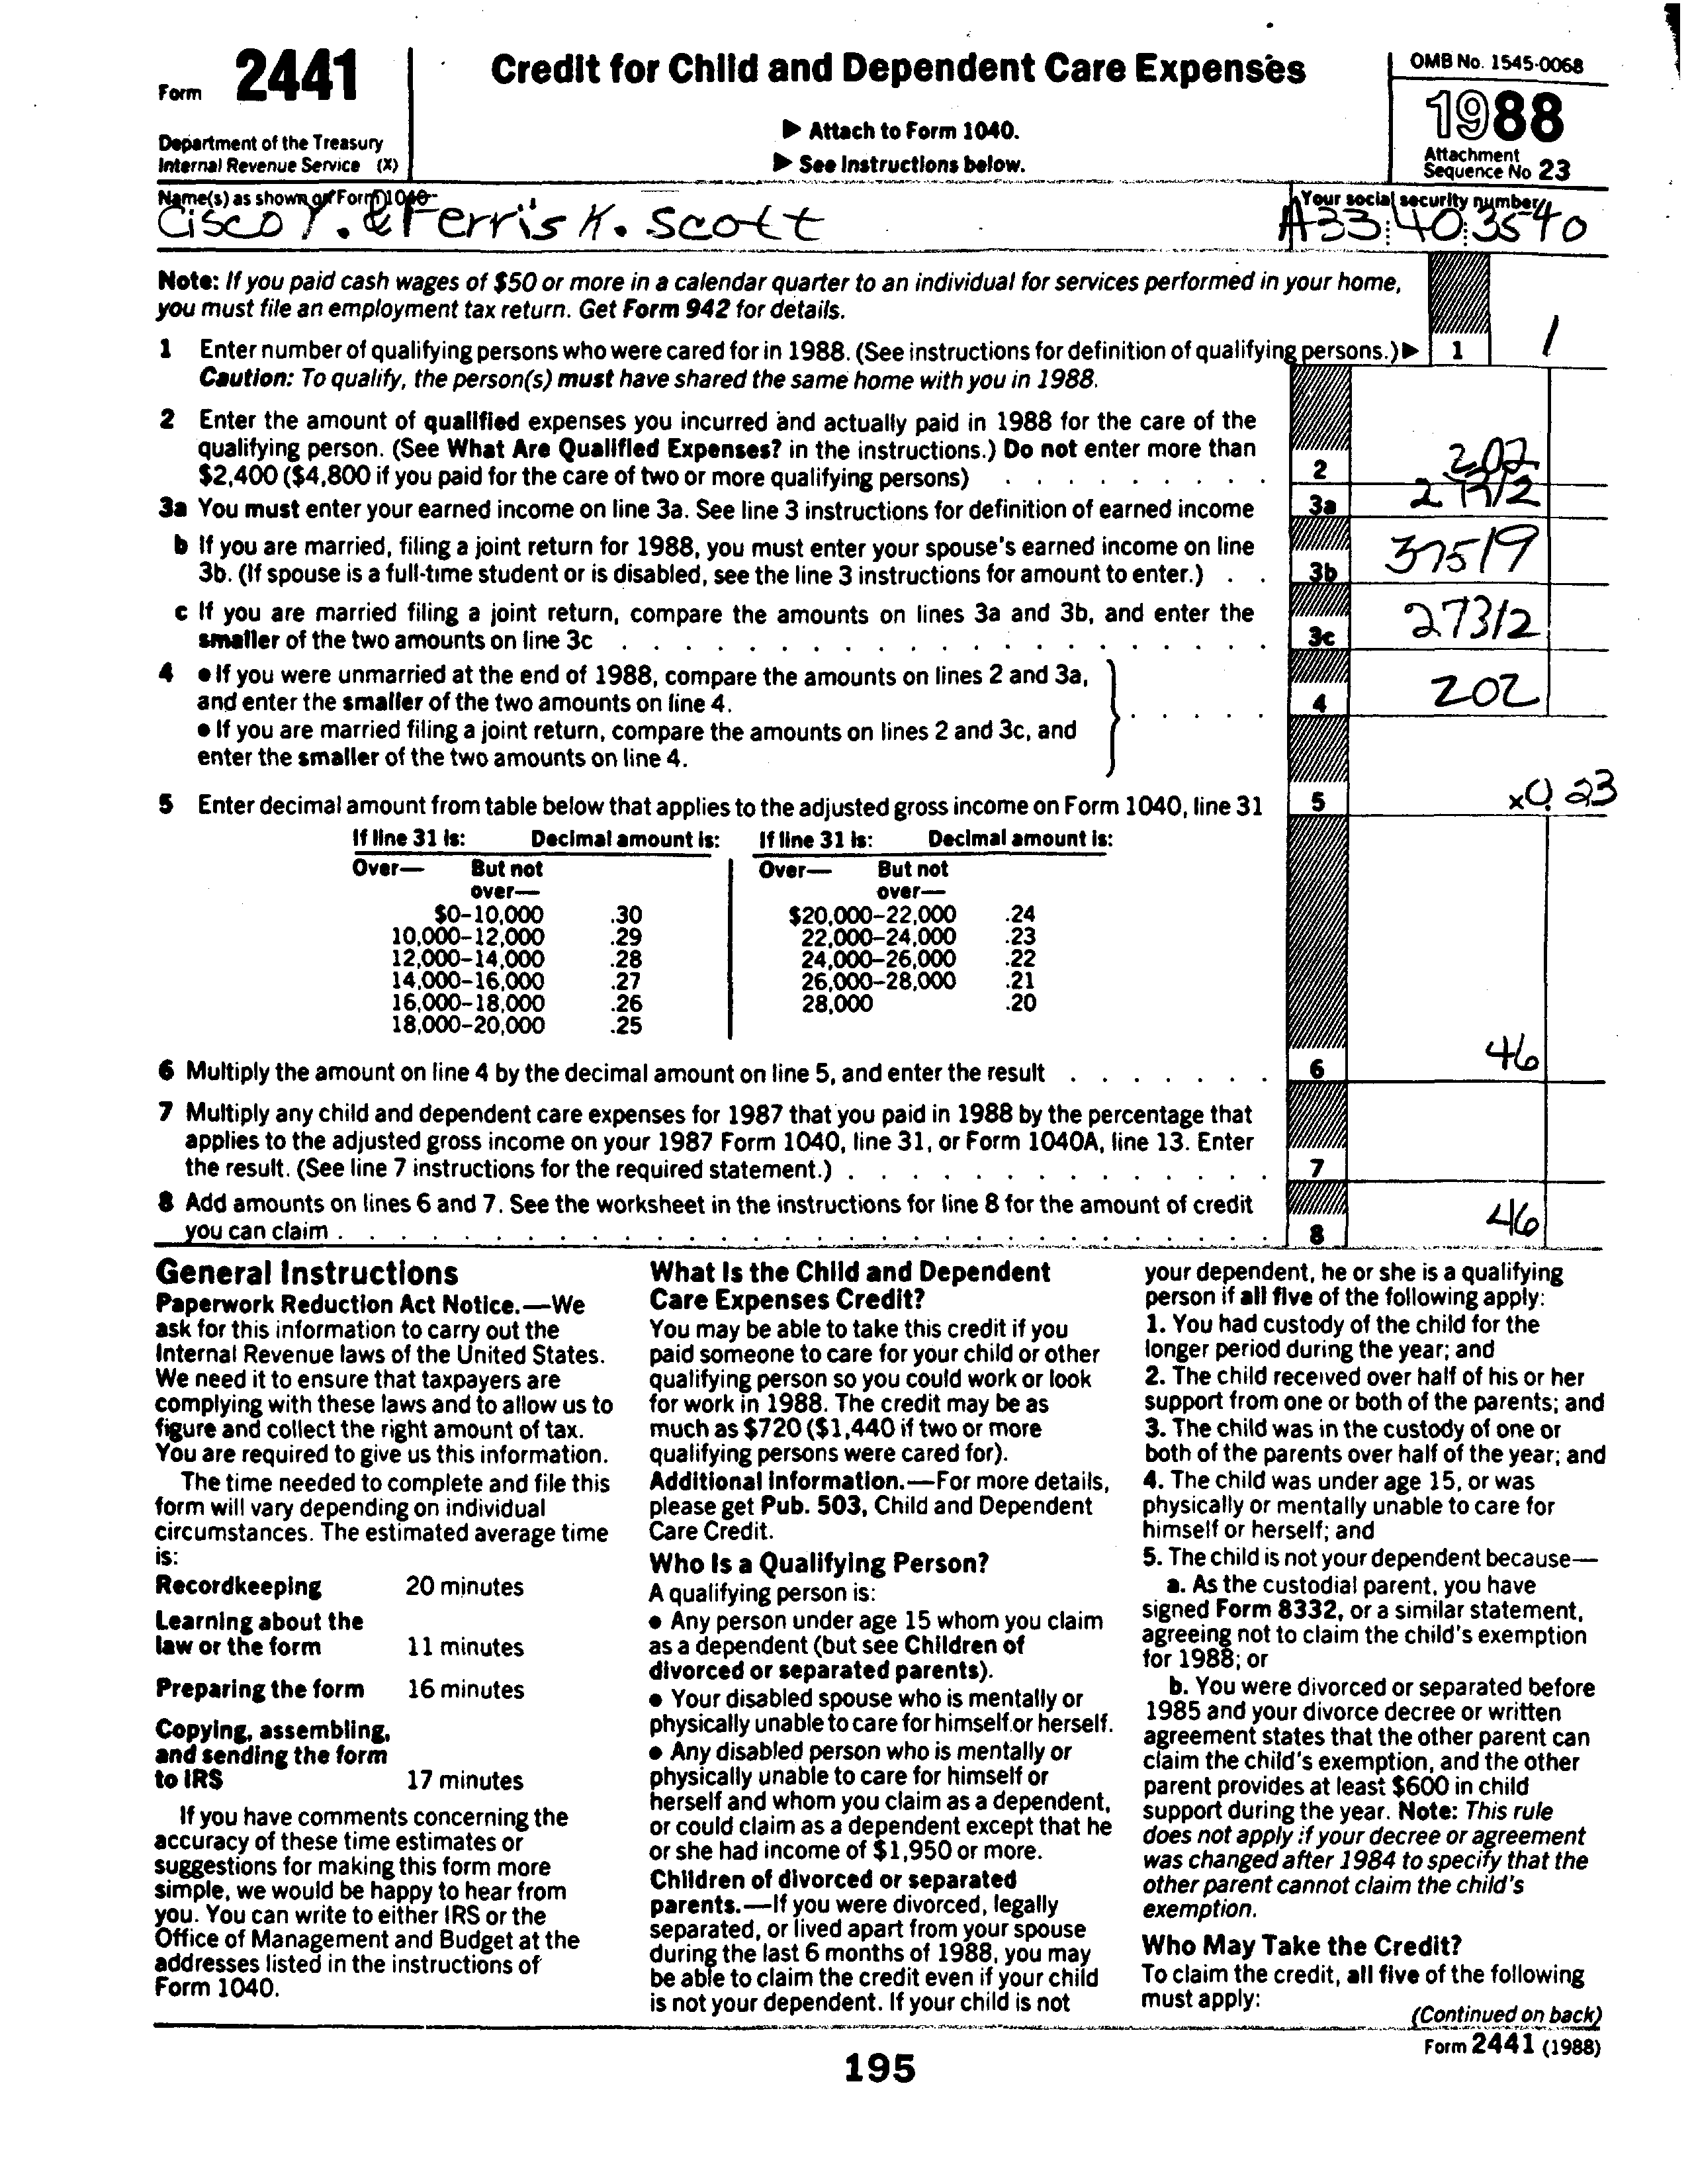 Form 2441
Department of the Treasury
Internal Revenue Service (X)
Credit for Child and Dependent Care Expenses
▶ Attach to Form 1040.
▶ See Instructions below.
OMB No. 1545-0068
1988
Attachment
Sequence No 23
Name(s) as shown on Form 1040
Cisco Y. & Ferris K. Scott
Your social security number
A33 40 3540
Note: If you paid cash wages of $50 or more in a calendar quarter to an individual for services performed in your home,
you must file an employment tax return. Get Form 942 for details.
1 Enter number of qualifying persons who were cared for in 1988. (See instructions for definition of qualifying persons.) ▶ 1 1
Caution: To qualify, the person(s) must have shared the same home with you in 1988.
2 Enter the amount of qualified expenses you incurred and actually paid in 1988 for the care of the
qualifying person. (See What Are Qualified Expenses? in the instructions.) Do not enter more than
$2,400 ($4,800 if you paid for the care of two or more qualifying persons) . . . . . . . . . 2 202
3a You must enter your earned income on line 3a. See line 3 instructions for definition of earned income 3a
b If you are married, filing a joint return for 1988, you must enter your spouse's earned income on line
3b. (If spouse is a full-time student or is disabled, see the line 3 instructions for amount to enter.) . . 3b 37519
c If you are married filing a joint return, compare the amounts on lines 3a and 3b, and enter the
smaller of the two amounts on line 3c . . . . . . . . . . . . . . . . . . . . . 3c 27312
4 ● If you were unmarried at the end of 1988, compare the amounts on lines 2 and 3a,
and enter the smaller of the two amounts on line 4. . . . . . 4 202
● If you are married filing a joint return, compare the amounts on lines 2 and 3c, and
enter the smaller of the two amounts on line 4.
5 Enter decimal amount from table below that applies to the adjusted gross income on Form 1040, line 31 5 x0.23
If line 31 is: Decimal amount is: If line 31 is: Decimal amount is:
Over— But not Over— But not
over— over—
$0–10,000 .30 $20,000–22,000 .24
10,000–12,000 .29 22,000–24,000 .23
12,000–14,000 .28 24,000–26,000 .22
14,000–16,000 .27 26,000–28,000 .21
16,000–18,000 .26 28,000 .20
18,000–20,000 .25
6 Multiply the amount on line 4 by the decimal amount on line 5, and enter the result . . . . . . . 6 46
7 Multiply any child and dependent care expenses for 1987 that you paid in 1988 by the percentage that
applies to the adjusted gross income on your 1987 Form 1040, line 31, or Form 1040A, line 13. Enter
the result. (See line 7 instructions for the required statement.) . . . . . . . . . . . . . . 7
8 Add amounts on lines 6 and 7. See the worksheet in the instructions for line 8 for the amount of credit
you can claim . . . . . . . . . . . . . . . . . . . . . . . . . . . . . . 8 46
General Instructions
Paperwork Reduction Act Notice.—We
ask for this information to carry out the
Internal Revenue laws of the United States.
We need it to ensure that taxpayers are
complying with these laws and to allow us to
figure and collect the right amount of tax.
You are required to give us this information.
The time needed to complete and file this
form will vary depending on individual
circumstances. The estimated average time
is:
Recordkeeping 20 minutes
Learning about the
law or the form 11 minutes
Preparing the form 16 minutes
Copying, assembling,
and sending the form
to IRS 17 minutes
If you have comments concerning the
accuracy of these time estimates or
suggestions for making this form more
simple, we would be happy to hear from
you. You can write to either IRS or the
Office of Management and Budget at the
addresses listed in the instructions of
Form 1040.
What Is the Child and Dependent
Care Expenses Credit?
You may be able to take this credit if you
paid someone to care for your child or other
qualifying person so you could work or look
for work in 1988. The credit may be as
much as $720 ($1,440 if two or more
qualifying persons were cared for).
Additional Information.—For more details,
please get Pub. 503, Child and Dependent
Care Credit.
Who Is a Qualifying Person?
A qualifying person is:
● Any person under age 15 whom you claim
as a dependent (but see Children of
divorced or separated parents).
● Your disabled spouse who is mentally or
physically unable to care for himself or herself.
● Any disabled person who is mentally or
physically unable to care for himself or
herself and whom you claim as a dependent,
or could claim as a dependent except that he
or she had income of $1,950 or more.
Children of divorced or separated
parents.—If you were divorced, legally
separated, or lived apart from your spouse
during the last 6 months of 1988, you may
be able to claim the credit even if your child
is not your dependent. If your child is not
your dependent, he or she is a qualifying
person if all five of the following apply:
1. You had custody of the child for the
longer period during the year; and
2. The child received over half of his or her
support from one or both of the parents; and
3. The child was in the custody of one or
both of the parents over half of the year; and
4. The child was under age 15, or was
physically or mentally unable to care for
himself or herself; and
5. The child is not your dependent because—
a. As the custodial parent, you have
signed Form 8332, or a similar statement,
agreeing not to claim the child's exemption
for 1988; or
b. You were divorced or separated before
1985 and your divorce decree or written
agreement states that the other parent can
claim the child's exemption, and the other
parent provides at least $600 in child
support during the year. Note: This rule
does not apply if your decree or agreement
was changed after 1984 to specify that the
other parent cannot claim the child's
exemption.
Who May Take the Credit?
To claim the credit, all five of the following
must apply:
(Continued on back)
Form 2441 (1988)
195